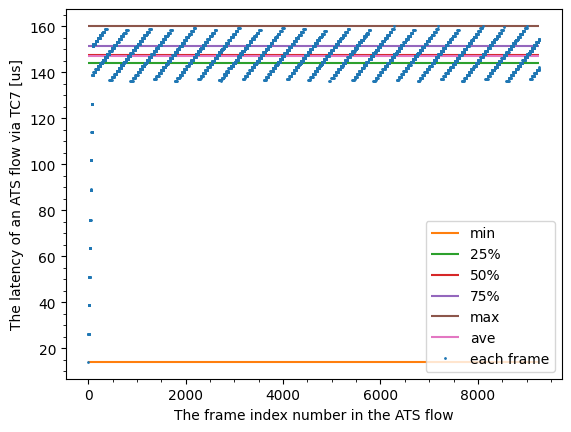 The latency of an ATS flow via TC7 [us]
160
140
120
100
80
60
40
20
min
25%
50%
75%
max
ave
each frame
0
2000
4000
6000
8000
The frame index number in the ATS flow